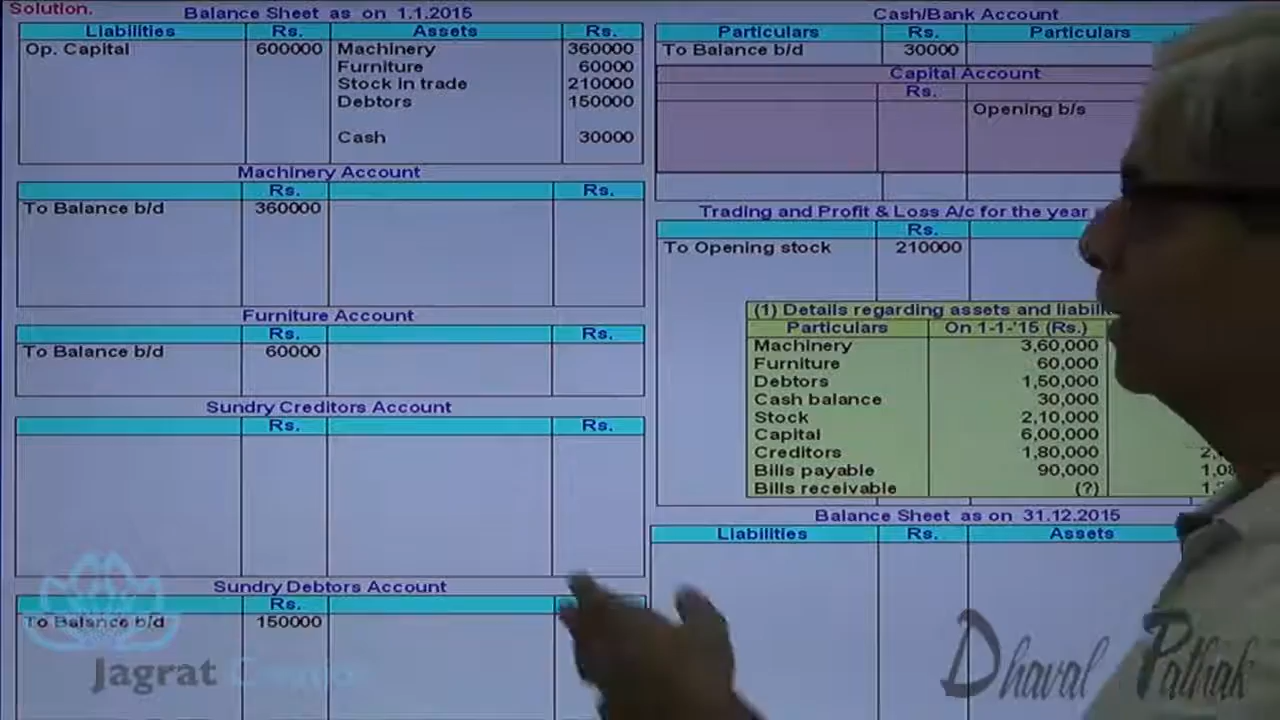 Solution.
Balance Sheet as on 1.1.2015
Liabilities Rs. Assets Rs.
Op. Capital 600000 Machinery 360000
Furniture 60000
Stock in trade 210000
Debtors 150000
Cash 30000
Machinery Account
Rs. Rs.
To Balance b/d 360000
Furniture Account
Rs. Rs.
To Balance b/d 60000
Sundry Creditors Account
Rs. Rs.
Sundry Debtors Account
Rs.
To Balance b/d 150000
Cash/Bank Account
Particulars Rs. Particulars
To Balance b/d 30000
Capital Account
Rs.
Opening b/s
Trading and Profit & Loss A/c for the year
Rs.
To Opening stock 210000
(1) Details regarding assets and
Particulars On 1-1-'15 (Rs.)
Machinery 3,60,000
Furniture 60,000
Debtors 1,50,000
Cash balance 30,000
Stock 2,10,000
Capital 6,00,000
Creditors 1,80,000
Bills payable 90,000
Bills receivable (?)
Balance Sheet as on 31.12.2015
Liabilities Rs. Assets
Jagrat
Dhaval Pathak